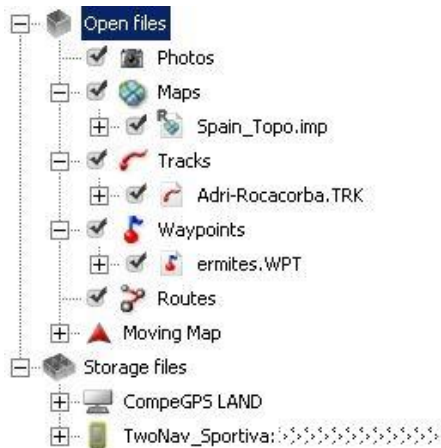 Open files
Photos
Maps
Spain_Topo.imp
Tracks
Adri-Rocacorba.TRK
Waypoints
ermites.WPT
Routes
Moving Map
Storage files
CompeGPS LAND
TwoNav_Sportiva: